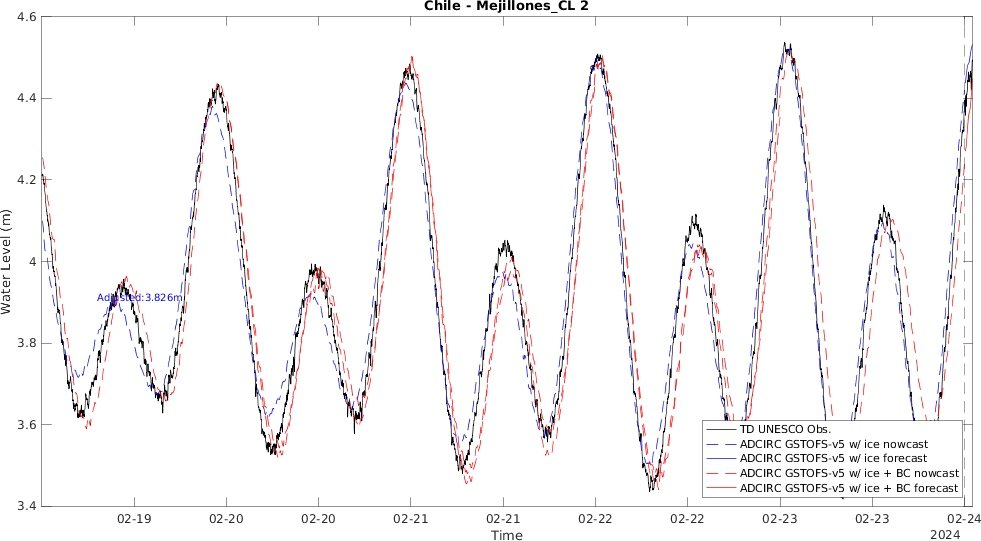 Chile - Mejillones_CL 2
4.6
4.4
4.2
4
3.8
3.6
3.4
Water Level (m)
Adjusted:3.826m
TD UNESCO Obs.
ADCIRC GSTOFS-v5 w/ ice nowcast
ADCIRC GSTOFS-v5 w/ ice forecast
ADCIRC GSTOFS-v5 w/ ice + BC nowcast
ADCIRC GSTOFS-v5 w/ ice + BC forecast
02-19 02-20 02-20 02-21 02-21 02-22 02-22 02-23 02-23 02-24
Time
2024